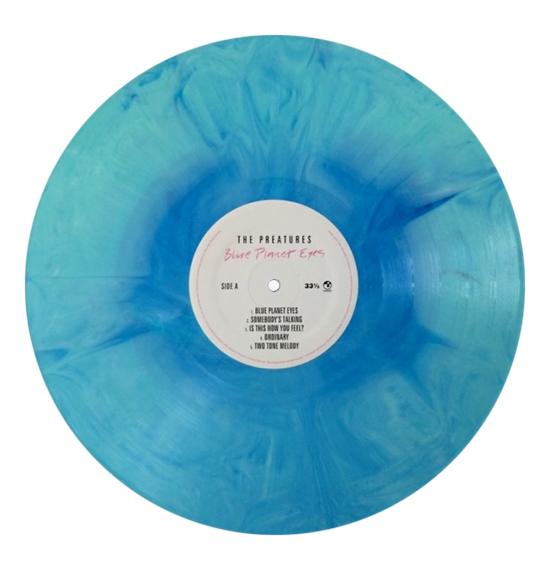 THE PREATURES
Blue Planet Eyes
SIDE A
33⅓
1. BLUE PLANET EYES
2. SOMEBODY'S TALKING
3. IS THIS HOW YOU FEEL?
4. ORDINARY
5. TWO TONE MELODY